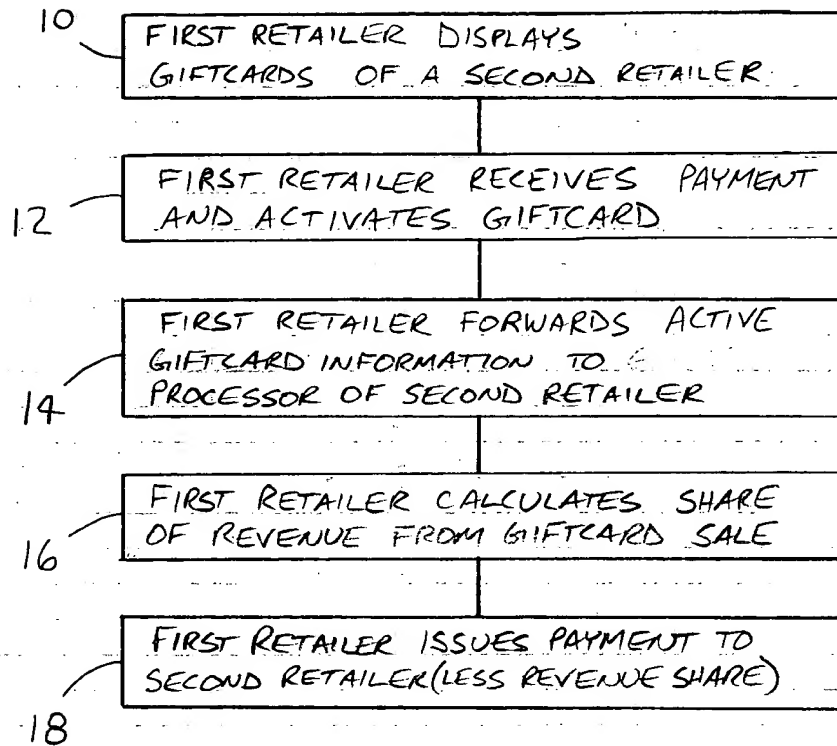 10
FIRST RETAILER DISPLAYS
GIFTCARDS OF A SECOND RETAILER
12
FIRST RETAILER RECEIVES PAYMENT
AND ACTIVATES GIFTCARD
14
FIRST RETAILER FORWARDS ACTIVE
GIFTCARD INFORMATION TO
PROCESSOR OF SECOND RETAILER
16
FIRST RETAILER CALCULATES SHARE
OF REVENUE FROM GIFTCARD SALE
18
FIRST RETAILER ISSUES PAYMENT TO
SECOND RETAILER (LESS REVENUE SHARE)